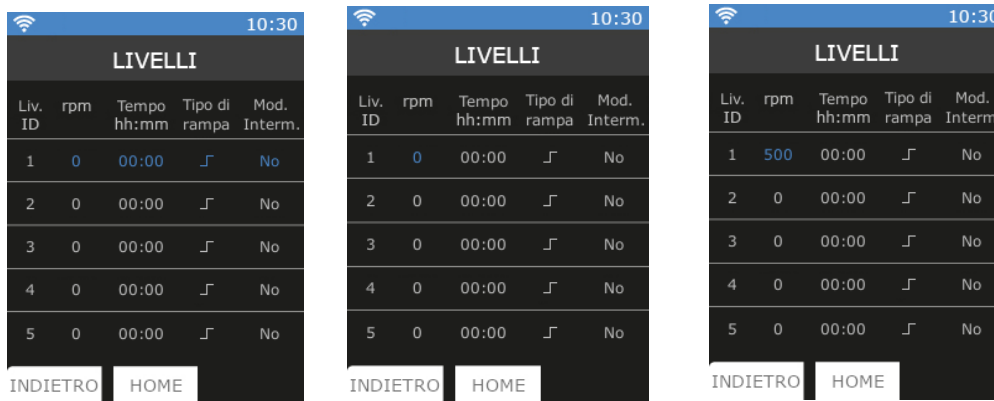 10:30
LIVELLI
Liv. rpm Tempo Tipo di Mod.
ID hh:mm rampa Interm.
1 0 00:00 No
2 0 00:00 No
3 0 00:00 No
4 0 00:00 No
5 0 00:00 No
INDIETRO HOME
10:30
LIVELLI
Liv. rpm Tempo Tipo di Mod.
ID hh:mm rampa Interm.
1 0 00:00 No
2 0 00:00 No
3 0 00:00 No
4 0 00:00 No
5 0 00:00 No
INDIETRO HOME
10:30
LIVELLI
Liv. rpm Tempo Tipo di Mod.
ID hh:mm rampa Interm
1 500 00:00 No
2 0 00:00 No
3 0 00:00 No
4 0 00:00 No
5 0 00:00 No
INDIETRO HOME